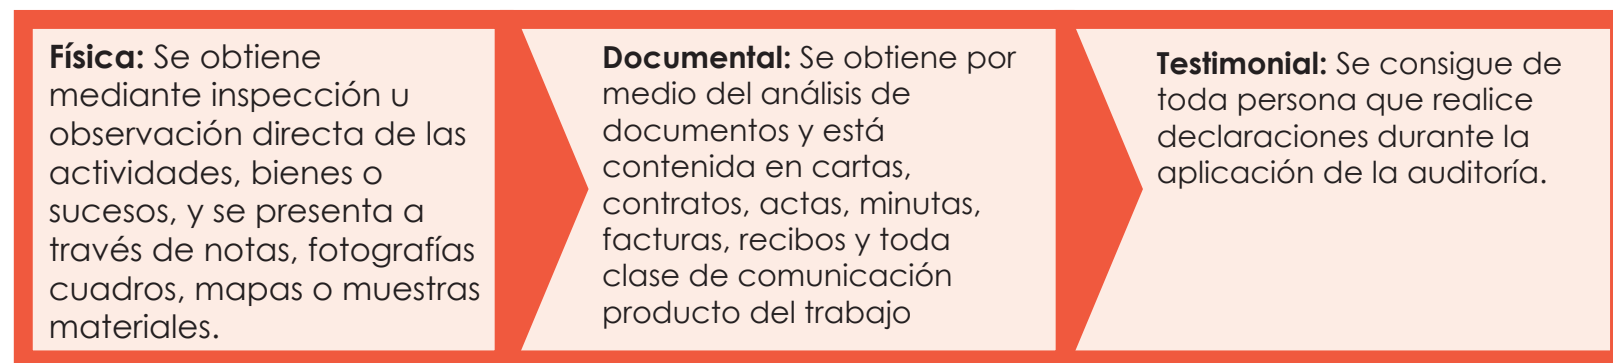 Física: Se obtiene
mediante inspección u
observación directa de las
actividades, bienes o
sucesos, y se presenta a
través de notas, fotografías
cuadros, mapas o muestras
materiales.
Documental: Se obtiene por
medio del análisis de
documentos y está
contenida en cartas,
contratos, actas, minutas,
facturas, recibos y toda
clase de comunicación
producto del trabajo
Testimonial: Se consigue de
toda persona que realice
declaraciones durante la
aplicación de la auditoría.